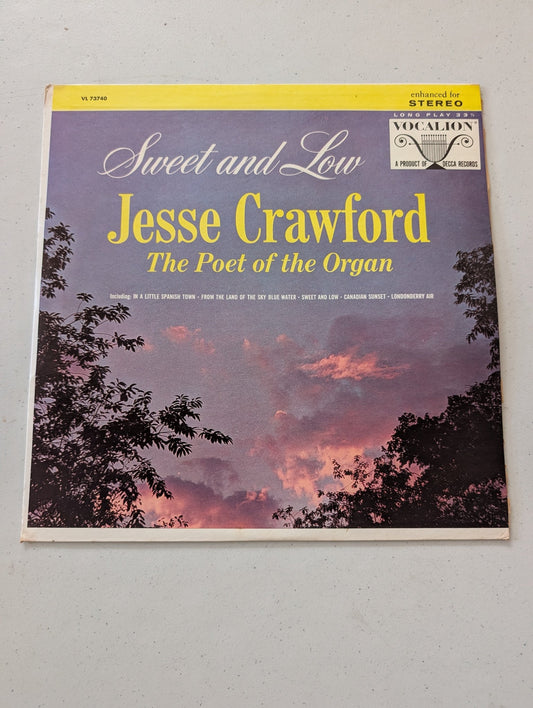 VL 73740
enhanced for
STEREO
LONG PLAY 33⅓
VOCALION
A PRODUCT OF DECCA RECORDS
Sweet and Low
Jesse Crawford
The Poet of the Organ
Including: IN A LITTLE SPANISH TOWN • FROM THE LAND OF THE SKY BLUE WATER • SWEET AND LOW • CANADIAN SUNSET • LONDONDERRY AIR